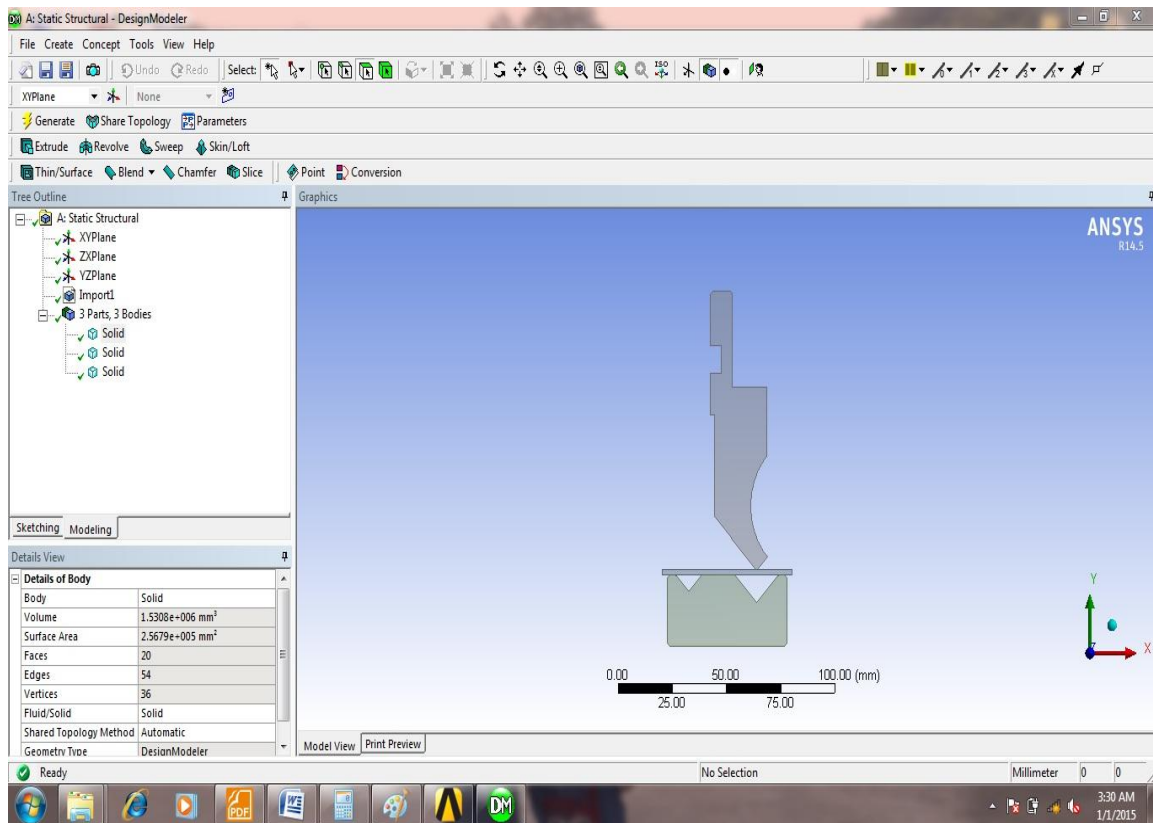 A: Static Structural - DesignModeler
File Create Concept Tools View Help
Undo Redo Select: ISO
XYPlane None
Generate Share Topology Parameters
Extrude Revolve Sweep Skin/Loft
Thin/Surface Blend Chamfer Slice Point Conversion
Tree Outline
A: Static Structural
XYPlane
ZXPlane
YZPlane
Import1
3 Parts, 3 Bodies
Solid
Solid
Solid
Sketching Modeling
Details View
Details of Body
Body Solid
Volume 1.5308e+006 mm³
Surface Area 2.5679e+005 mm²
Faces 20
Edges 54
Vertices 36
Fluid/Solid Solid
Shared Topology Method Automatic
Geometry Type DesignModeler
Graphics
ANSYS
R14.5
Y
X
0.00 50.00 100.00 (mm)
25.00 75.00
Model View Print Preview
Ready No Selection Millimeter 0 0
PDF W DM 3:30 AM
1/1/2015